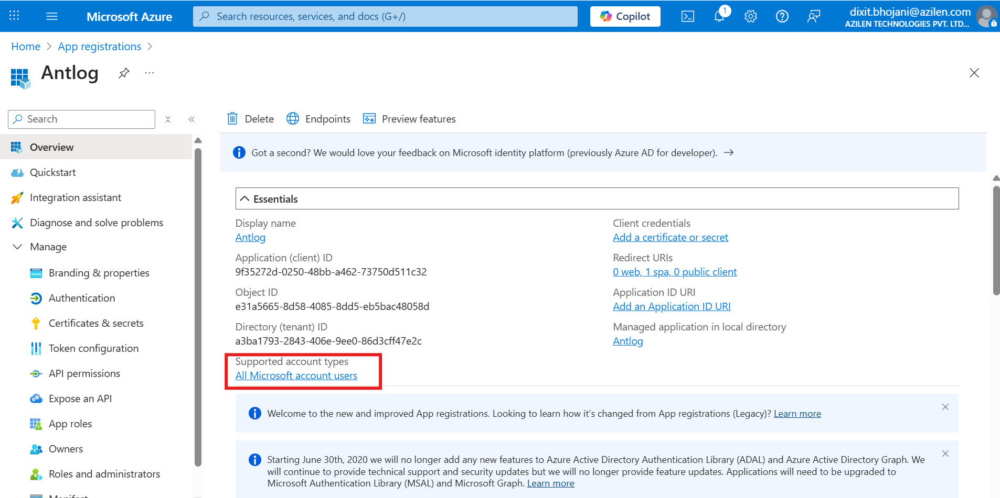 Microsoft Azure
Search resources, services, and docs (G+/)
Copilot
1
dixit.bhojani@azilen.com
AZILEN TECHNOLOGIES PVT. LTD...
Home > App registrations >
Antlog
Search
Overview
Quickstart
Integration assistant
Diagnose and solve problems
Manage
Branding & properties
Authentication
Certificates & secrets
Token configuration
API permissions
Expose an API
App roles
Owners
Roles and administrators
Manifest
Delete
Endpoints
Preview features
Got a second? We would love your feedback on Microsoft identity platform (previously Azure AD for developer). →
Essentials
Display name
Antlog
Application (client) ID
9f35272d-0250-48bb-a462-73750d511c32
Object ID
e31a5665-8d58-4085-8dd5-eb5bac48058d
Directory (tenant) ID
a3ba1793-2843-406e-9ee0-86d3cff47e2c
Supported account types
All Microsoft account users
Client credentials
Add a certificate or secret
Redirect URIs
0 web, 1 spa, 0 public client
Application ID URI
Add an Application ID URI
Managed application in local directory
Antlog
Welcome to the new and improved App registrations. Looking to learn how it's changed from App registrations (Legacy)? Learn more
Starting June 30th, 2020 we will no longer add any new features to Azure Active Directory Authentication Library (ADAL) and Azure Active Directory Graph. We
will continue to provide technical support and security updates but we will no longer provide feature updates. Applications will need to be upgraded to
Microsoft Authentication Library (MSAL) and Microsoft Graph. Learn more